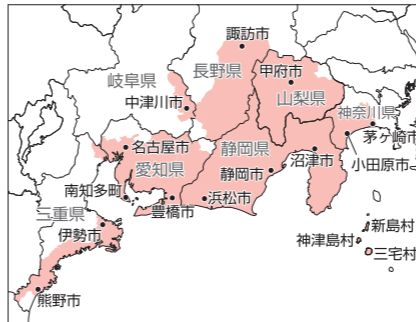 諏訪市
長野県
岐阜県
甲府市
山梨県
中津川市
神奈川県
茅ヶ崎市
名古屋市
愛知県
静岡県
沼津市
小田原市
静岡市
南知多町
豊橋市
浜松市
三重県
伊勢市
新島村
神津島村
三宅村
熊野市